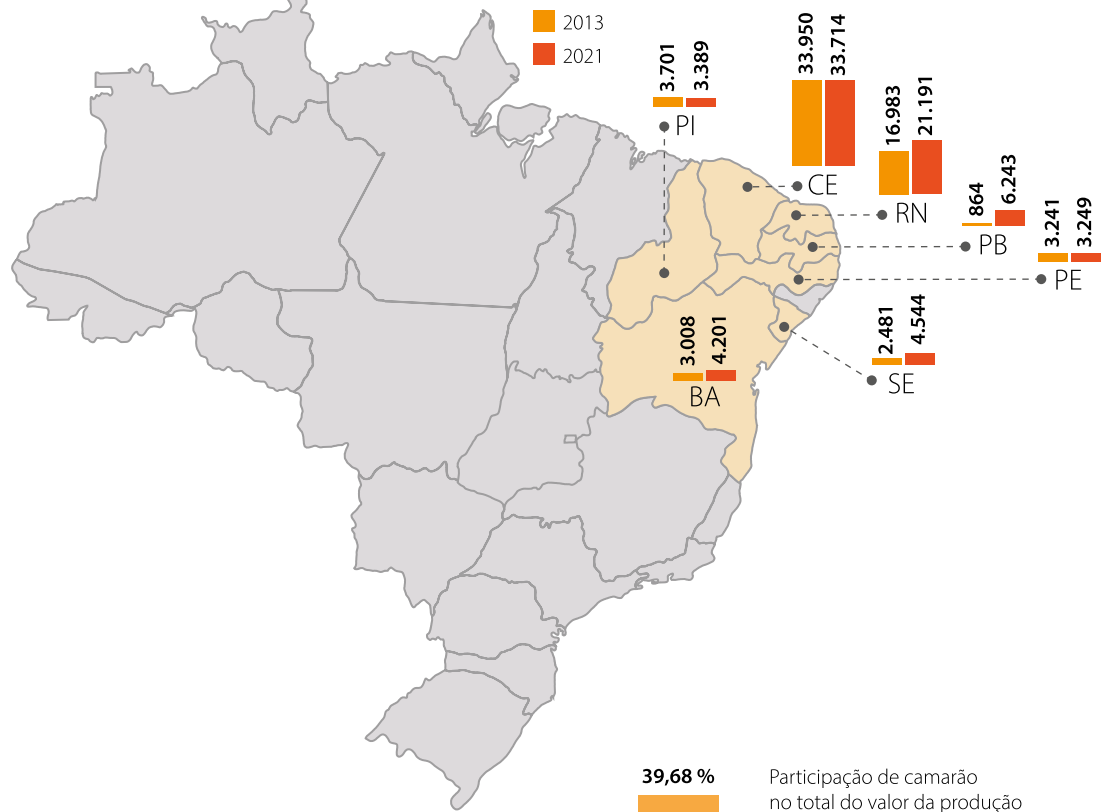 2013
2021
3.701
3.389
PI
33.950
33.714
CE
16.983
21.191
RN
864
6.243
PB
3.241
3.249
PE
2.481
4.544
SE
3.008
4.201
BA
39,68 %
Participação de camarão
no total do valor da produção